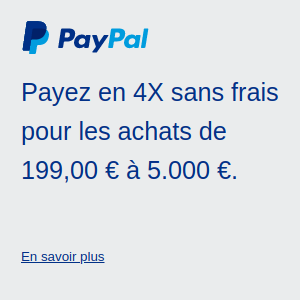 PayPal
Payez en 4X sans frais
pour les achats de
199,00 € à 5.000 €.
En savoir plus